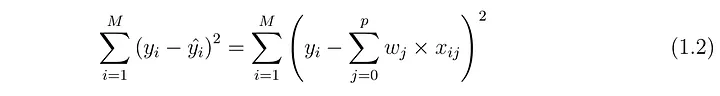 \sum_{i=1}^{M} (y_i - \hat{y}_i)^2 = \sum_{i=1}^{M} \left( y_i - \sum_{j=0}^{p} w_j \times x_{ij} \right)^2 (1.2)